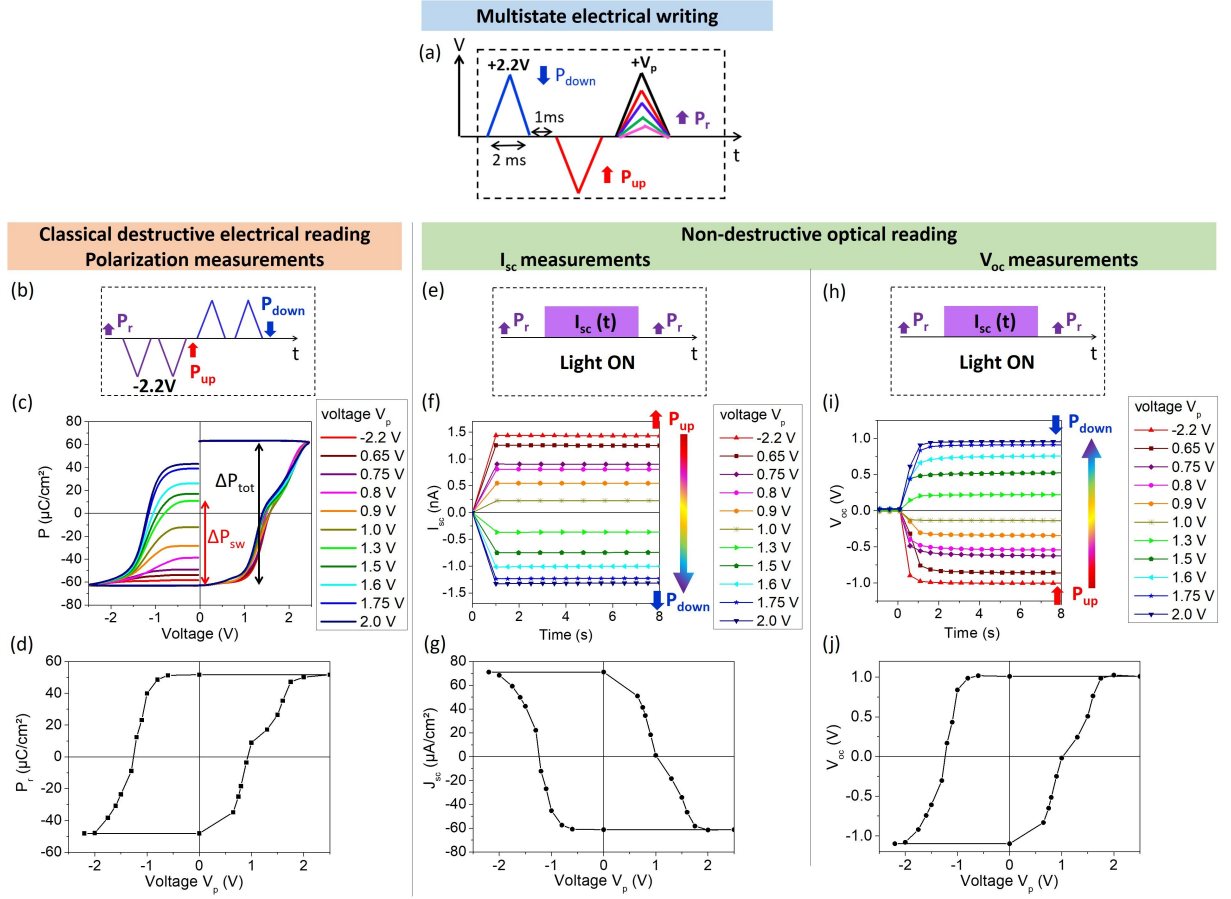 Multistate electrical writing
(a)
V
+2.2V
P_down
+V_p
1ms
P_r
2 ms
t
P_up
Classical destructive electrical reading
Polarization measurements
Non-destructive optical reading
I_sc measurements
V_oc measurements
(b)
P_r
P_down
t
P_up
-2.2V
(c)
P (µC/cm²)
80
60
40
20
0
-20
-40
-60
-80
ΔP_tot
ΔP_sw
-2
-1
0
1
2
Voltage (V)
voltage V_p
-2.2 V
0.65 V
0.75 V
0.8 V
0.9 V
1.0 V
1.3 V
1.5 V
1.6 V
1.75 V
2.0 V
(d)
P_r (µC/cm²)
60
40
20
0
-20
-40
-60
-2
-1
0
1
2
Voltage V_p (V)
(e)
P_r
I_sc (t)
P_r
t
Light ON
(f)
I_sc (nA)
1.5
1.0
0.5
0.0
-0.5
-1.0
-1.5
0
2
4
6
8
Time (s)
P_up
P_down
voltage V_p
-2.2 V
0.65 V
0.75 V
0.8 V
0.9 V
1.0 V
1.3 V
1.5 V
1.6 V
1.75 V
2.0 V
(g)
J_sc (µA/cm²)
80
60
40
20
0
-20
-40
-60
-80
-2
-1
0
1
2
Voltage V_p (V)
(h)
P_r
I_sc (t)
P_r
t
Light ON
(i)
V_oc (V)
1.0
0.5
0.0
-0.5
-1.0
0
2
4
6
8
Time (s)
P_down
P_up
voltage V_p
-2.2 V
0.65 V
0.75 V
0.8 V
0.9 V
1.0 V
1.3 V
1.5 V
1.6 V
1.75 V
2.0 V
(j)
V_oc (V)
1.0
0.5
0.0
-0.5
-1.0
-2
-1
0
1
2
Voltage V_p (V)